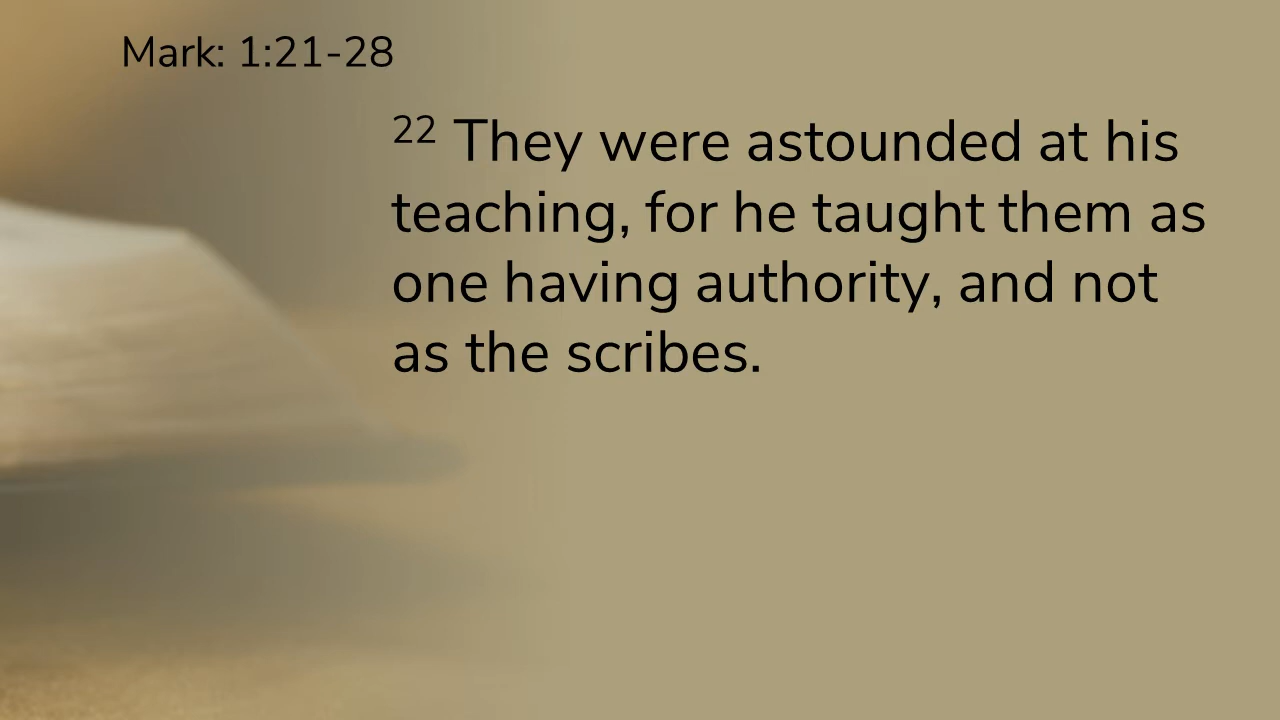 Mark: 1:21-28
22 They were astounded at his
teaching, for he taught them as
one having authority, and not
as the scribes.